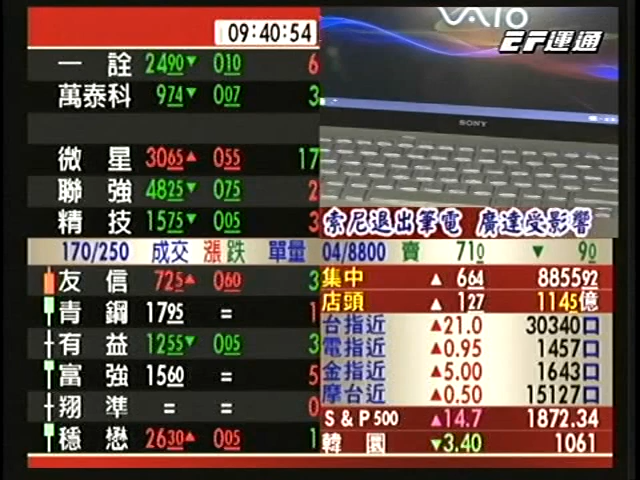 09:40:54
VAIO
EF運通
一詮 2490▼ 010 6
萬泰科 974▼ 007 3
SONY
微星 3065▲ 055 17
聯強 4825▼ 075 2
精技 1575▼ 005 3
索尼退出筆電 廣達受影響
170/250 成交 漲跌 單量 04/8800 賣 710 ▼ 90
友信 725▲ 060 3
集中 ▲ 664 885592
青鋼 1795 = 1
店頭 ▲ 127 1145億
有益 1255▼ 005 3
台指近 ▲21.0 30340口
電指近 ▲0.95 1457口
富強 1560 = 5
金指近 ▲5.00 1643口
翔準 = = 0
摩台近 ▲0.50 15127口
S&P500 ▲14.7 1872.34
穩懋 2630▲ 005 1
韓圜 ▼3.40 1061